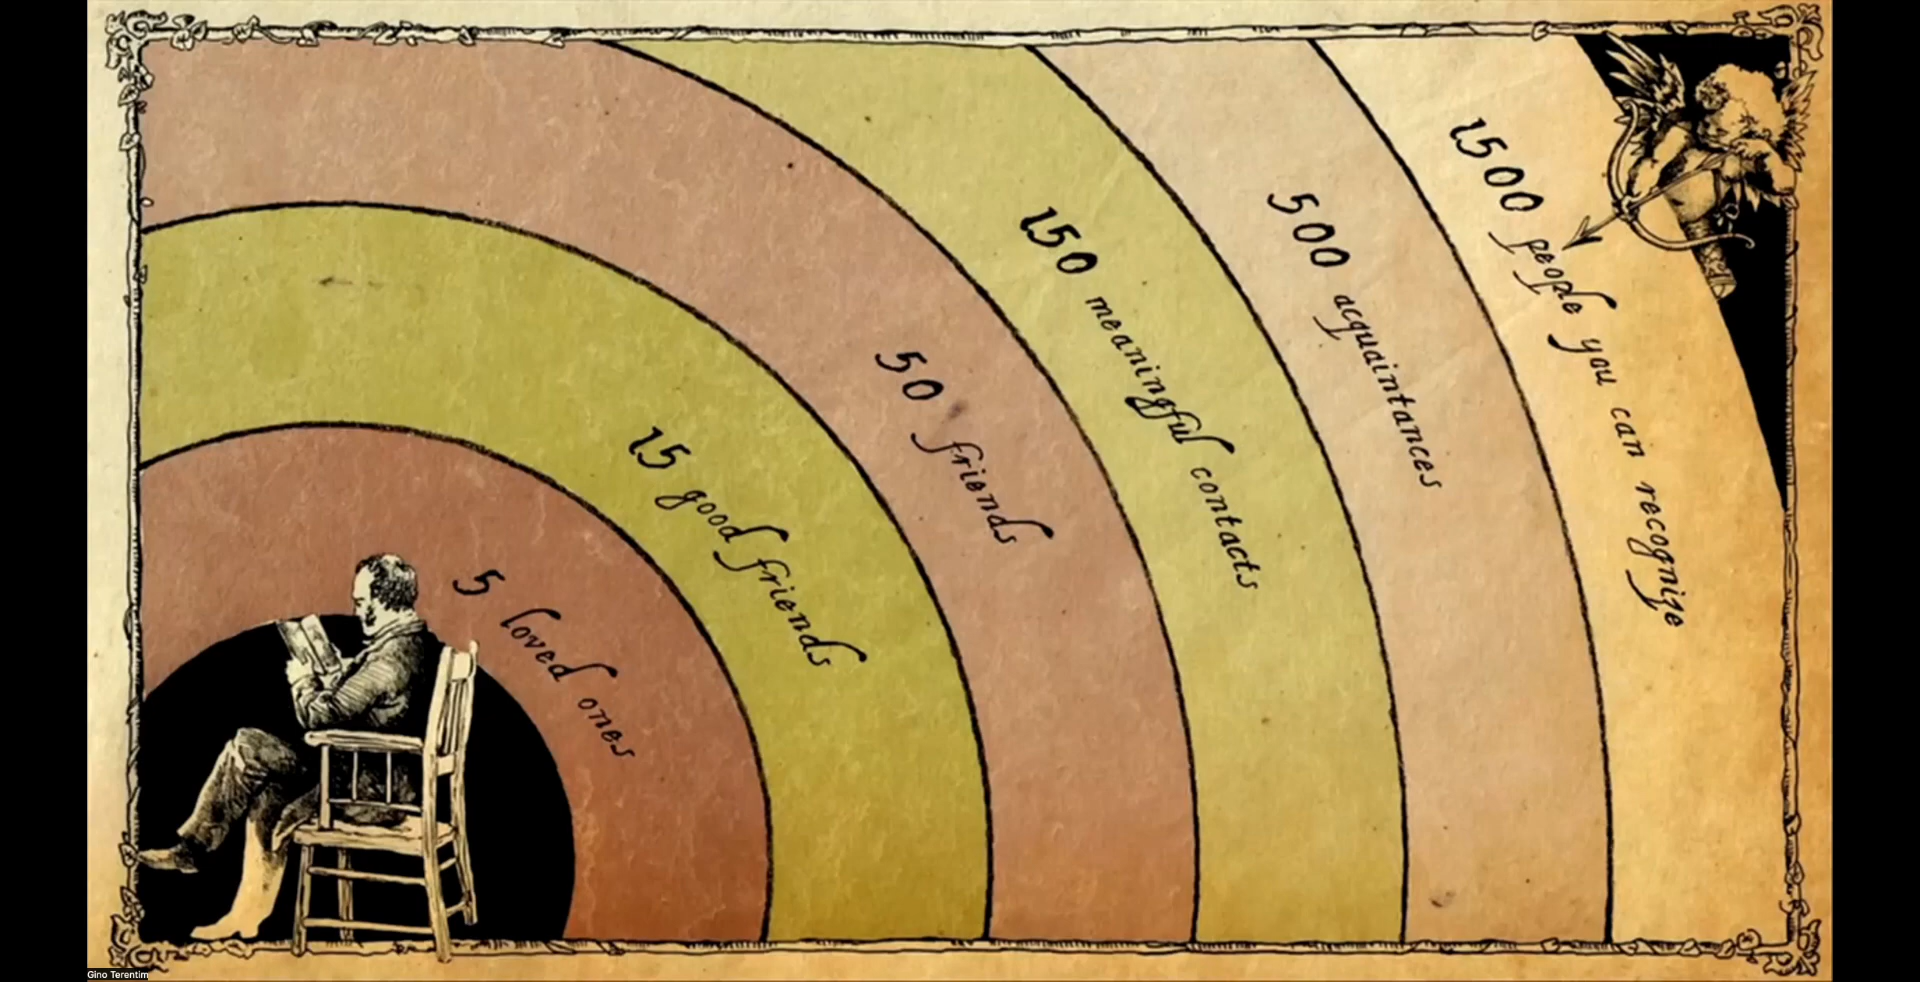 5 loved ones
15 good friends
50 friends
150 meaningful contacts
500 acquaintances
1500 people you can recognize
Gino Terentim